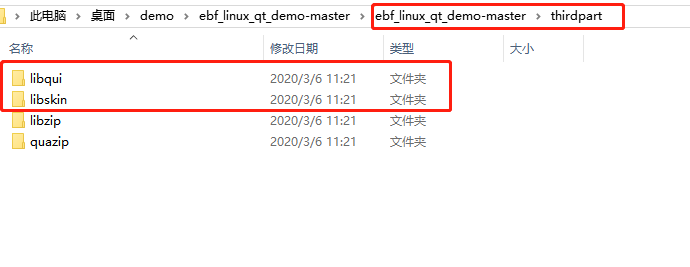 此电脑 > 桌面 > demo > ebf_linux_qt_demo-master > ebf_linux_qt_demo-master > thirdpart
名称 修改日期 类型 大小
libqui 2020/3/6 11:21 文件夹
libskin 2020/3/6 11:21 文件夹
libzip 2020/3/6 11:21 文件夹
quazip 2020/3/6 11:21 文件夹